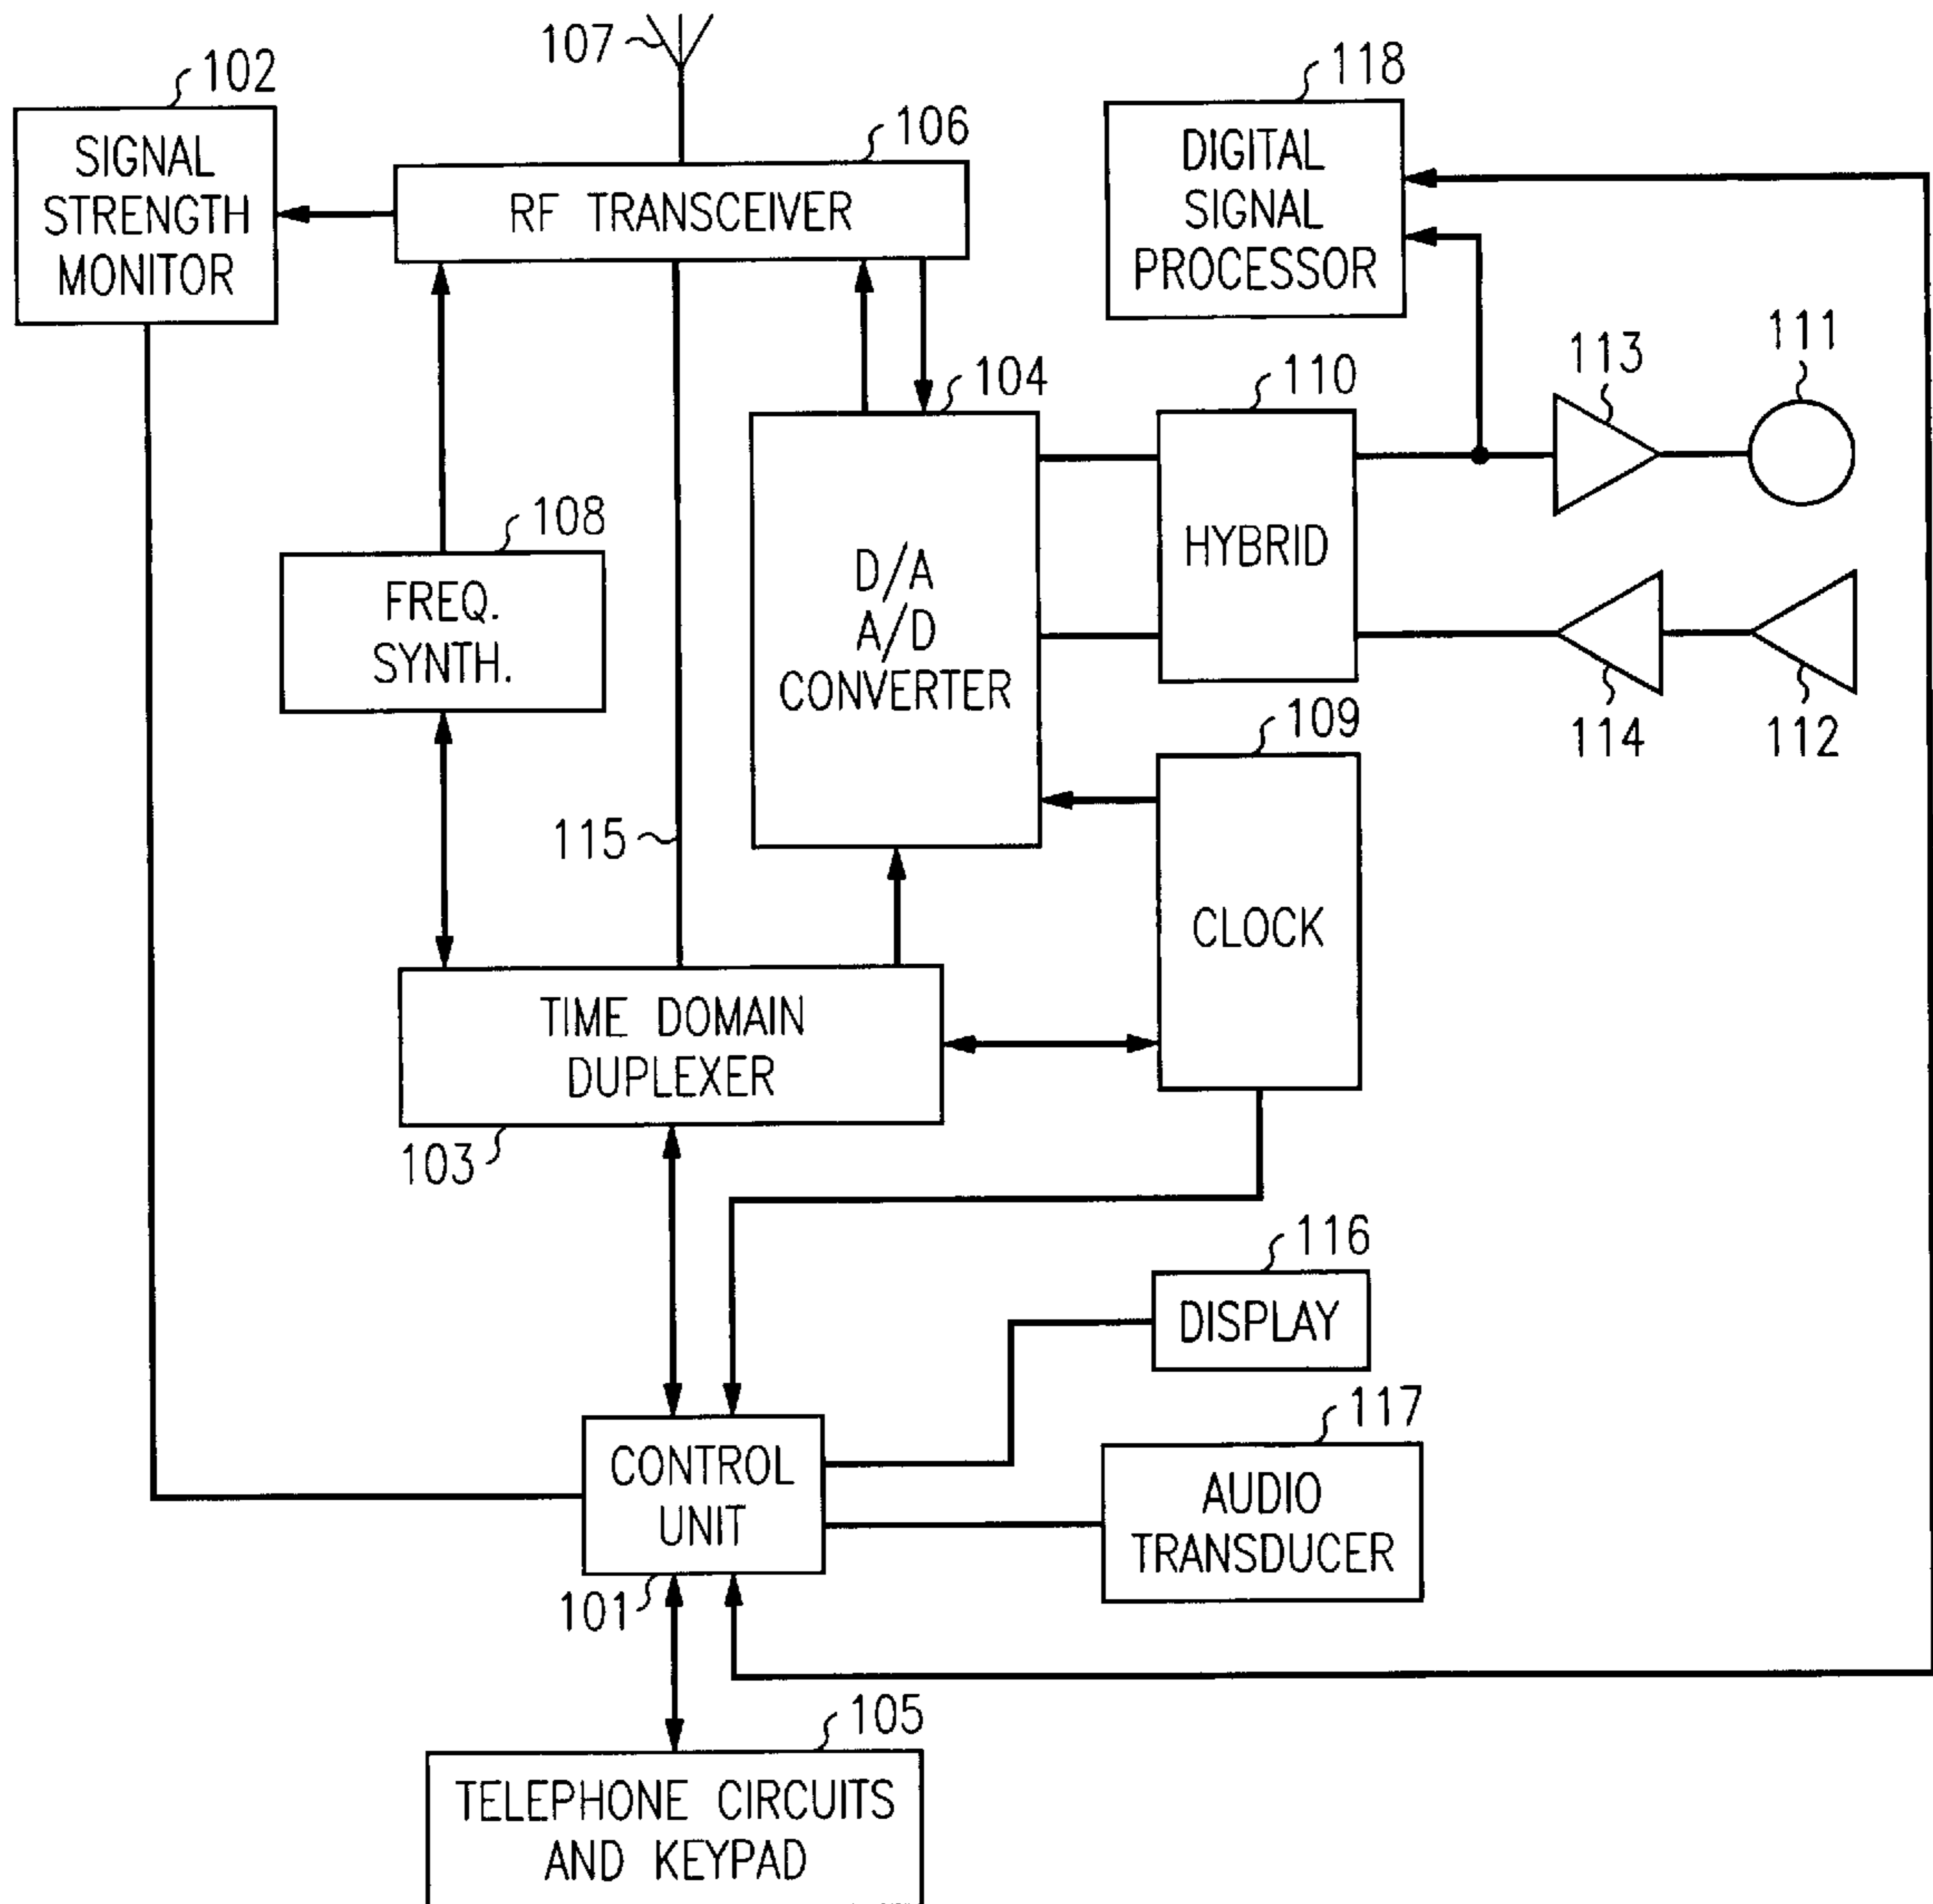 107
102
118
106
SIGNAL
STRENGTH
MONITOR
RF TRANSCEIVER
DIGITAL
SIGNAL
PROCESSOR
111
113
104
110
108
FREQ.
SYNTH.
D/A
A/D
CONVERTER
HYBRID
114
112
109
115
CLOCK
TIME DOMAIN
DUPLEXER
103
116
DISPLAY
117
CONTROL
UNIT
AUDIO
TRANSDUCER
101
105
TELEPHONE CIRCUITS
AND KEYPAD